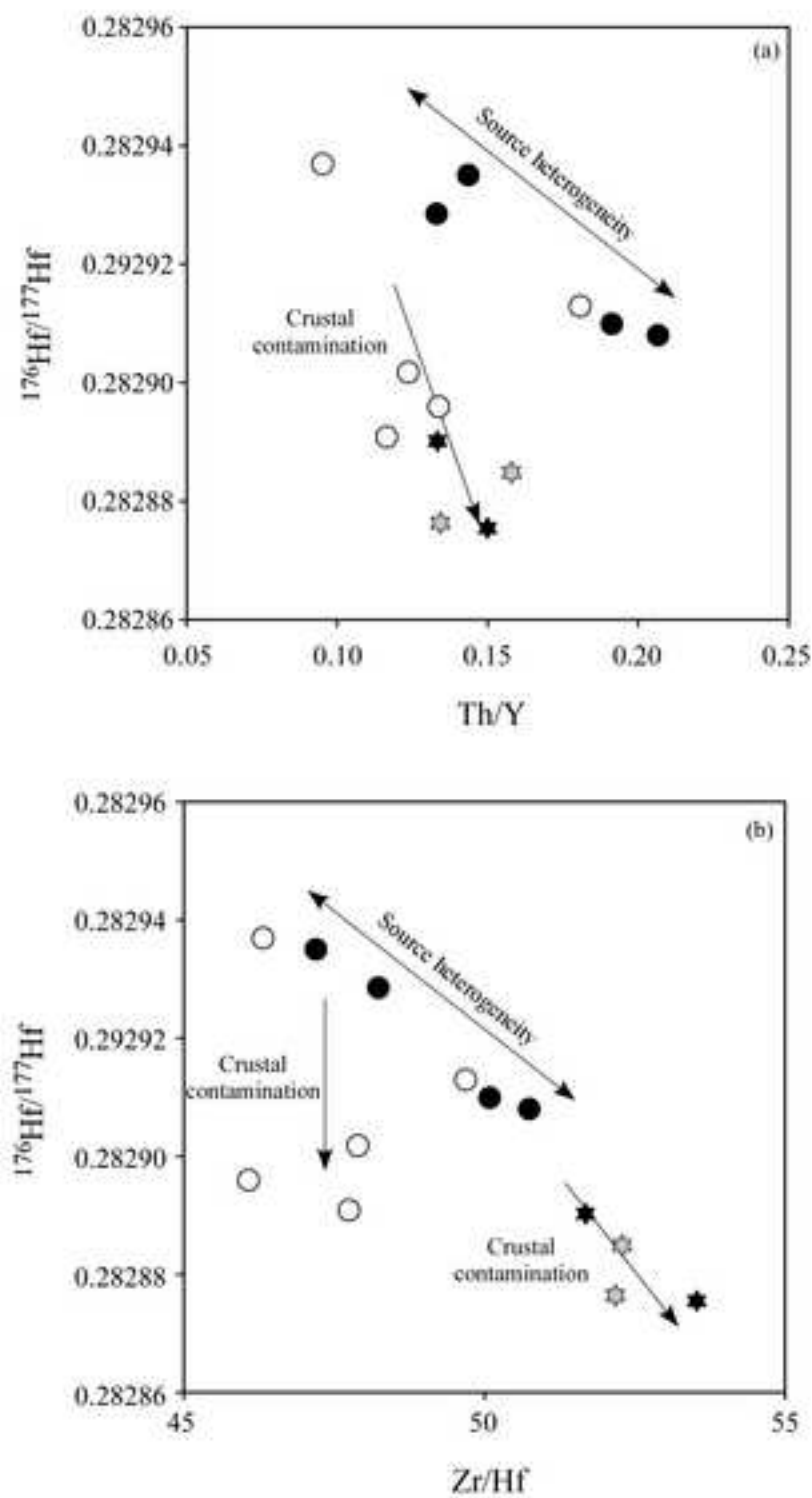 0.28296
(a)
Source heterogeneity
0.28294
0.29292
Crustal
contamination
0.28290
0.28288
0.28286
0.05
0.10
0.15
0.20
0.25
176Hf/177Hf
Th/Y
0.28296
(b)
Source heterogeneity
0.28294
0.29292
Crustal
contamination
0.28290
Crustal
contamination
0.28288
0.28286
45
50
55
176Hf/177Hf
Zr/Hf